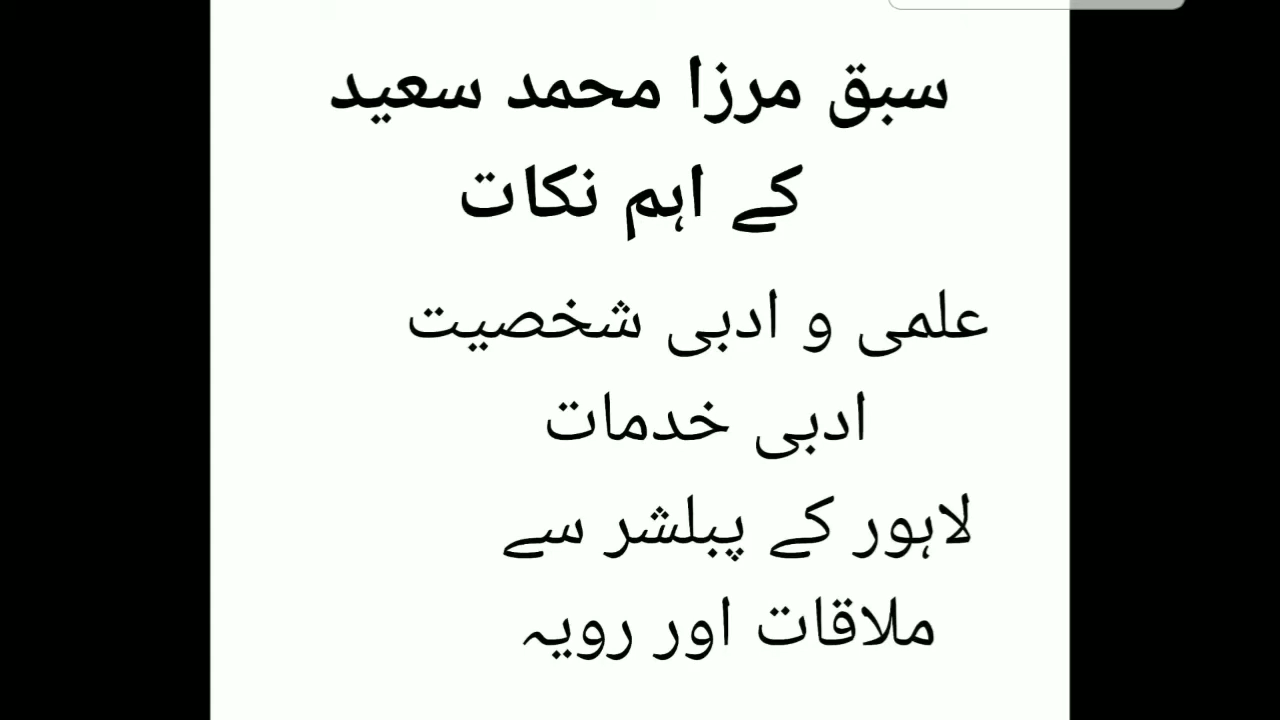 سبق مرزا محمد سعید
کے اہم نکات
علمی و ادبی شخصیت
ادبی خدمات
لاہور کے پبلشر سے
ملاقات اور رویہ